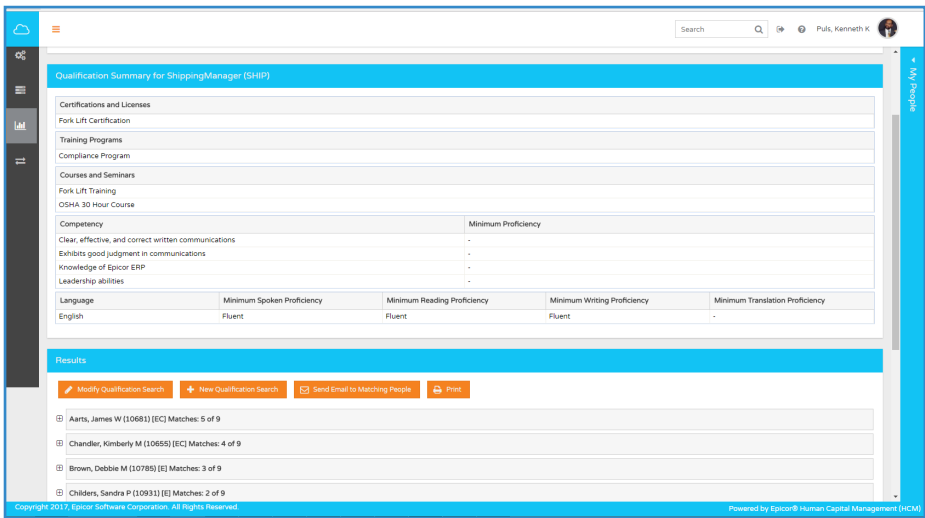 Search
Puls, Kenneth K
My People
Qualification Summary for ShippingManager (SHIP)
Certifications and Licenses
Fork Lift Certification
Training Programs
Compliance Program
Courses and Seminars
Fork Lift Training
OSHA 30 Hour Course
Competency Minimum Proficiency
Clear, effective, and correct written communications -
Exhibits good judgment in communications -
Knowledge of Epicor ERP -
Leadership abilities -
Language Minimum Spoken Proficiency Minimum Reading Proficiency Minimum Writing Proficiency Minimum Translation Proficiency
English Fluent Fluent Fluent -
Results
Modify Qualification Search New Qualification Search Send Email to Matching People Print
Aarts, James W (10681) [EC] Matches: 5 of 9
Chandler, Kimberly M (10655) [EC] Matches: 4 of 9
Brown, Debbie M (10785) [E] Matches: 3 of 9
Childers, Sandra P (10931) [E] Matches: 2 of 9
Copyright 2017, Epicor Software Corporation. All Rights Reserved. Powered by Epicor® Human Capital Management (HCM)